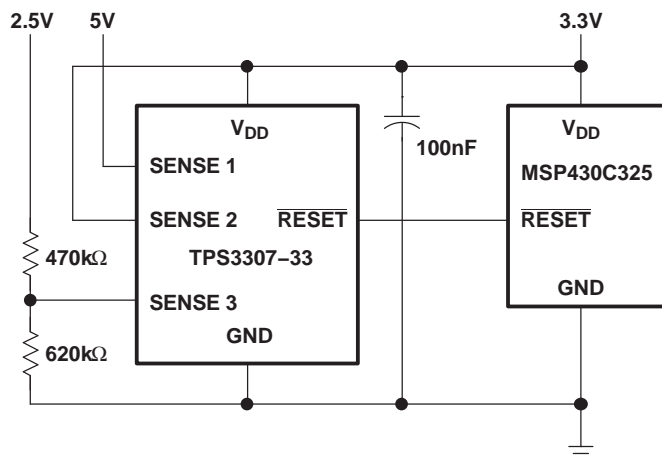 2.5V 5V 3.3V
VDD VDD
100nF
SENSE 1 MSP430C325
SENSE 2 RESET RESET
470kΩ TPS3307–33
SENSE 3 GND
GND
620kΩ